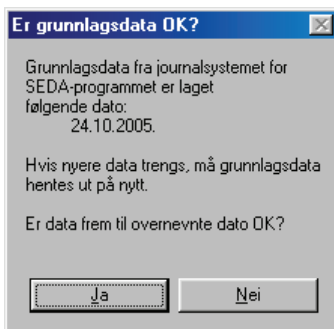 Er grunnlagsdata OK?
Grunnlagsdata fra journalsystemet for
SEDA-programmet er laget
følgende dato:
24.10.2005.
Hvis nyere data trengs, må grunnlagsdata
hentes ut på nytt.
Er data frem til overnevnte dato OK?
Ja
Nei